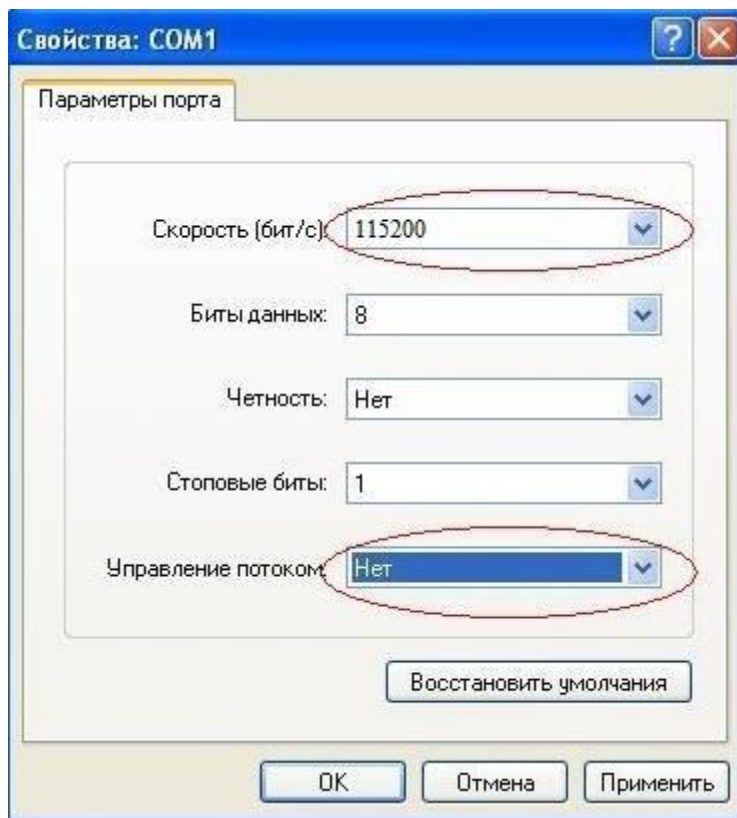 Свойства: COM1
Параметры порта
Скорость (бит/с): 115200
Биты данных: 8
Четность: Нет
Стоповые биты: 1
Управление потоком: Нет
Восстановить умолчания
OK Отмена Применить